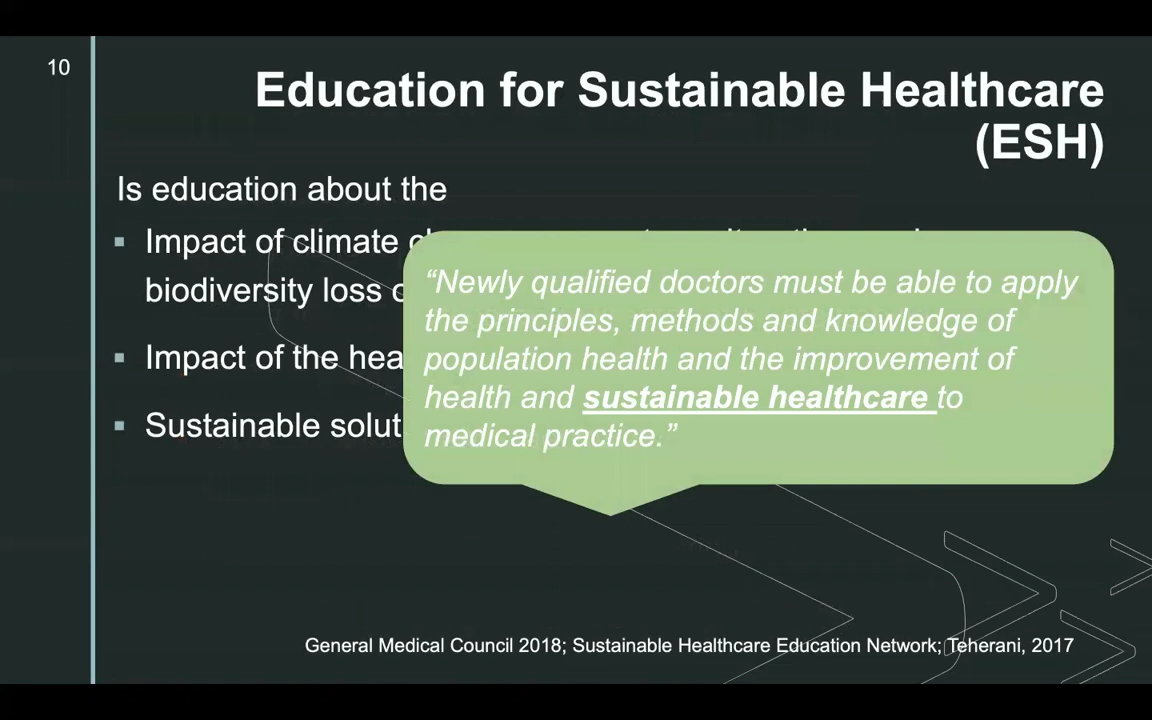 10
Education for Sustainable Healthcare
(ESH)
Is education about the
▪ Impact of climate
biodiversity loss
▪ Impact of the
▪ Sustainable
“Newly qualified doctors must be able to apply
the principles, methods and knowledge of
population health and the improvement of
health and sustainable healthcare to
medical practice.”
General Medical Council 2018; Sustainable Healthcare Education Network; Teherani, 2017